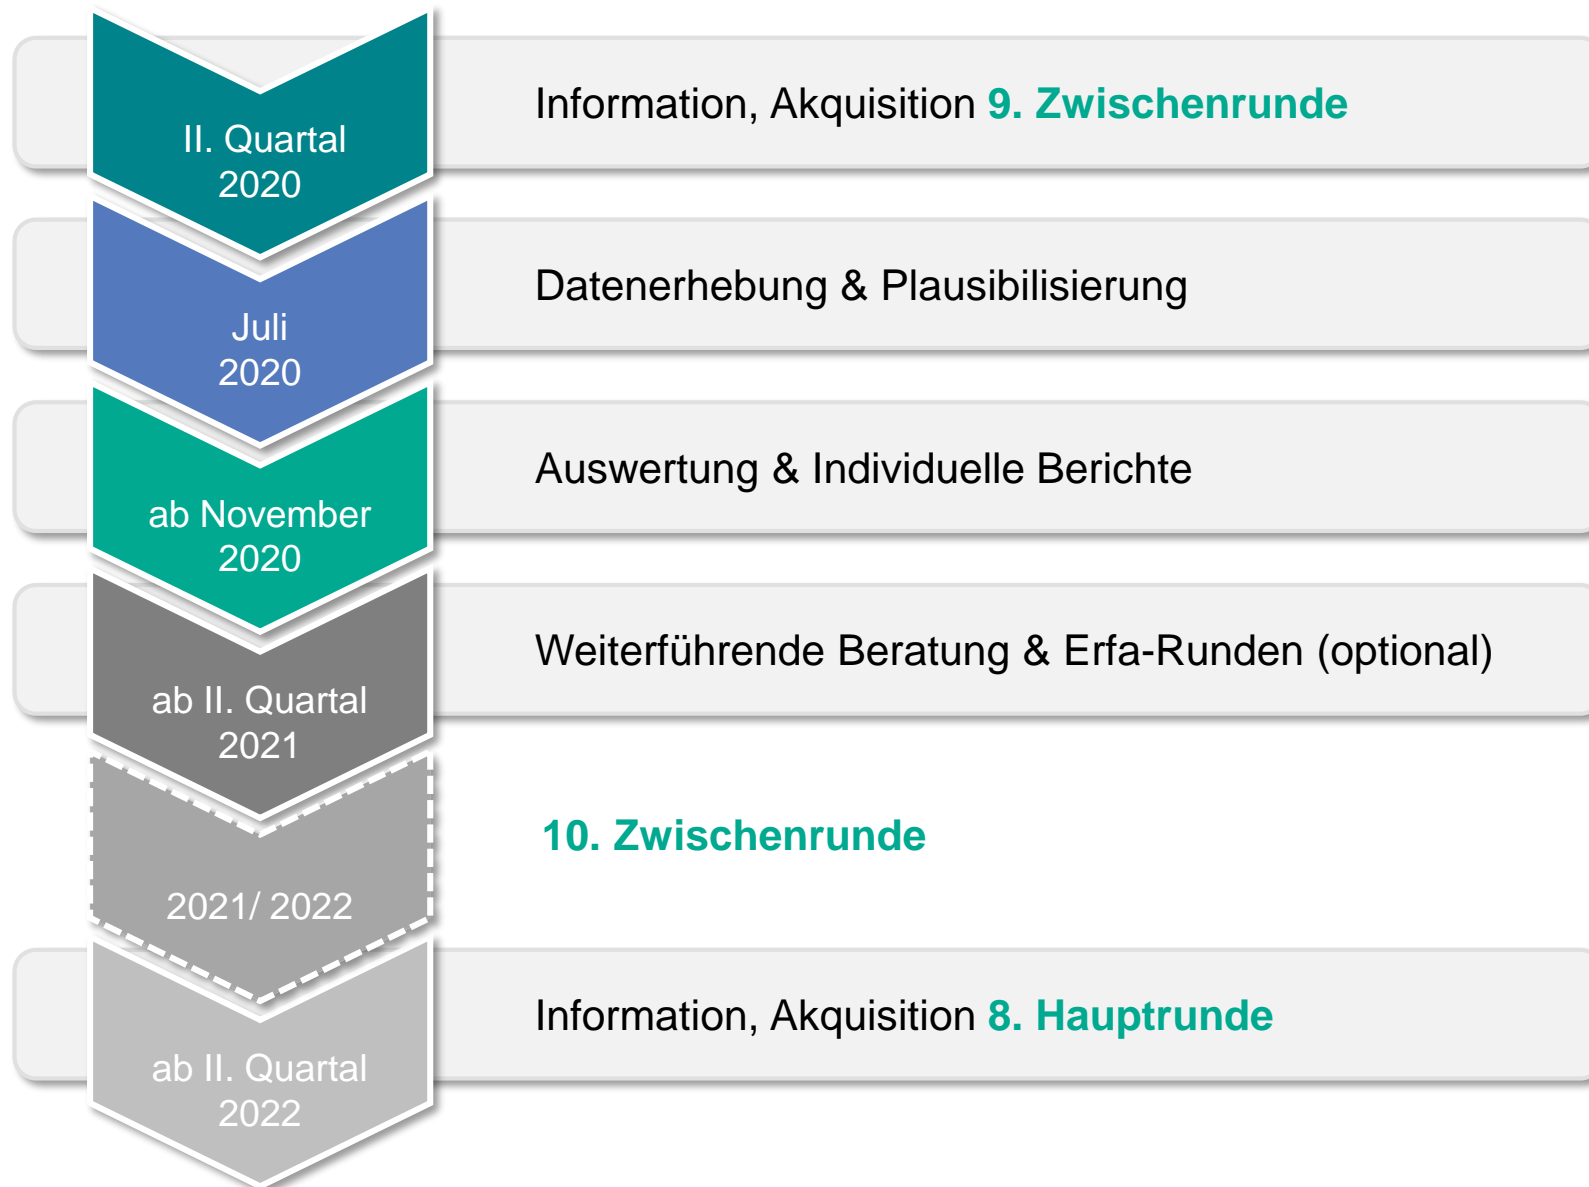 II. Quartal
2020
Information, Akquisition 9. Zwischenrunde
Juli
2020
Datenerhebung & Plausibilisierung
ab November
2020
Auswertung & Individuelle Berichte
ab II. Quartal
2021
Weiterführende Beratung & Erfa-Runden (optional)
2021/ 2022
10. Zwischenrunde
ab II. Quartal
2022
Information, Akquisition 8. Hauptrunde